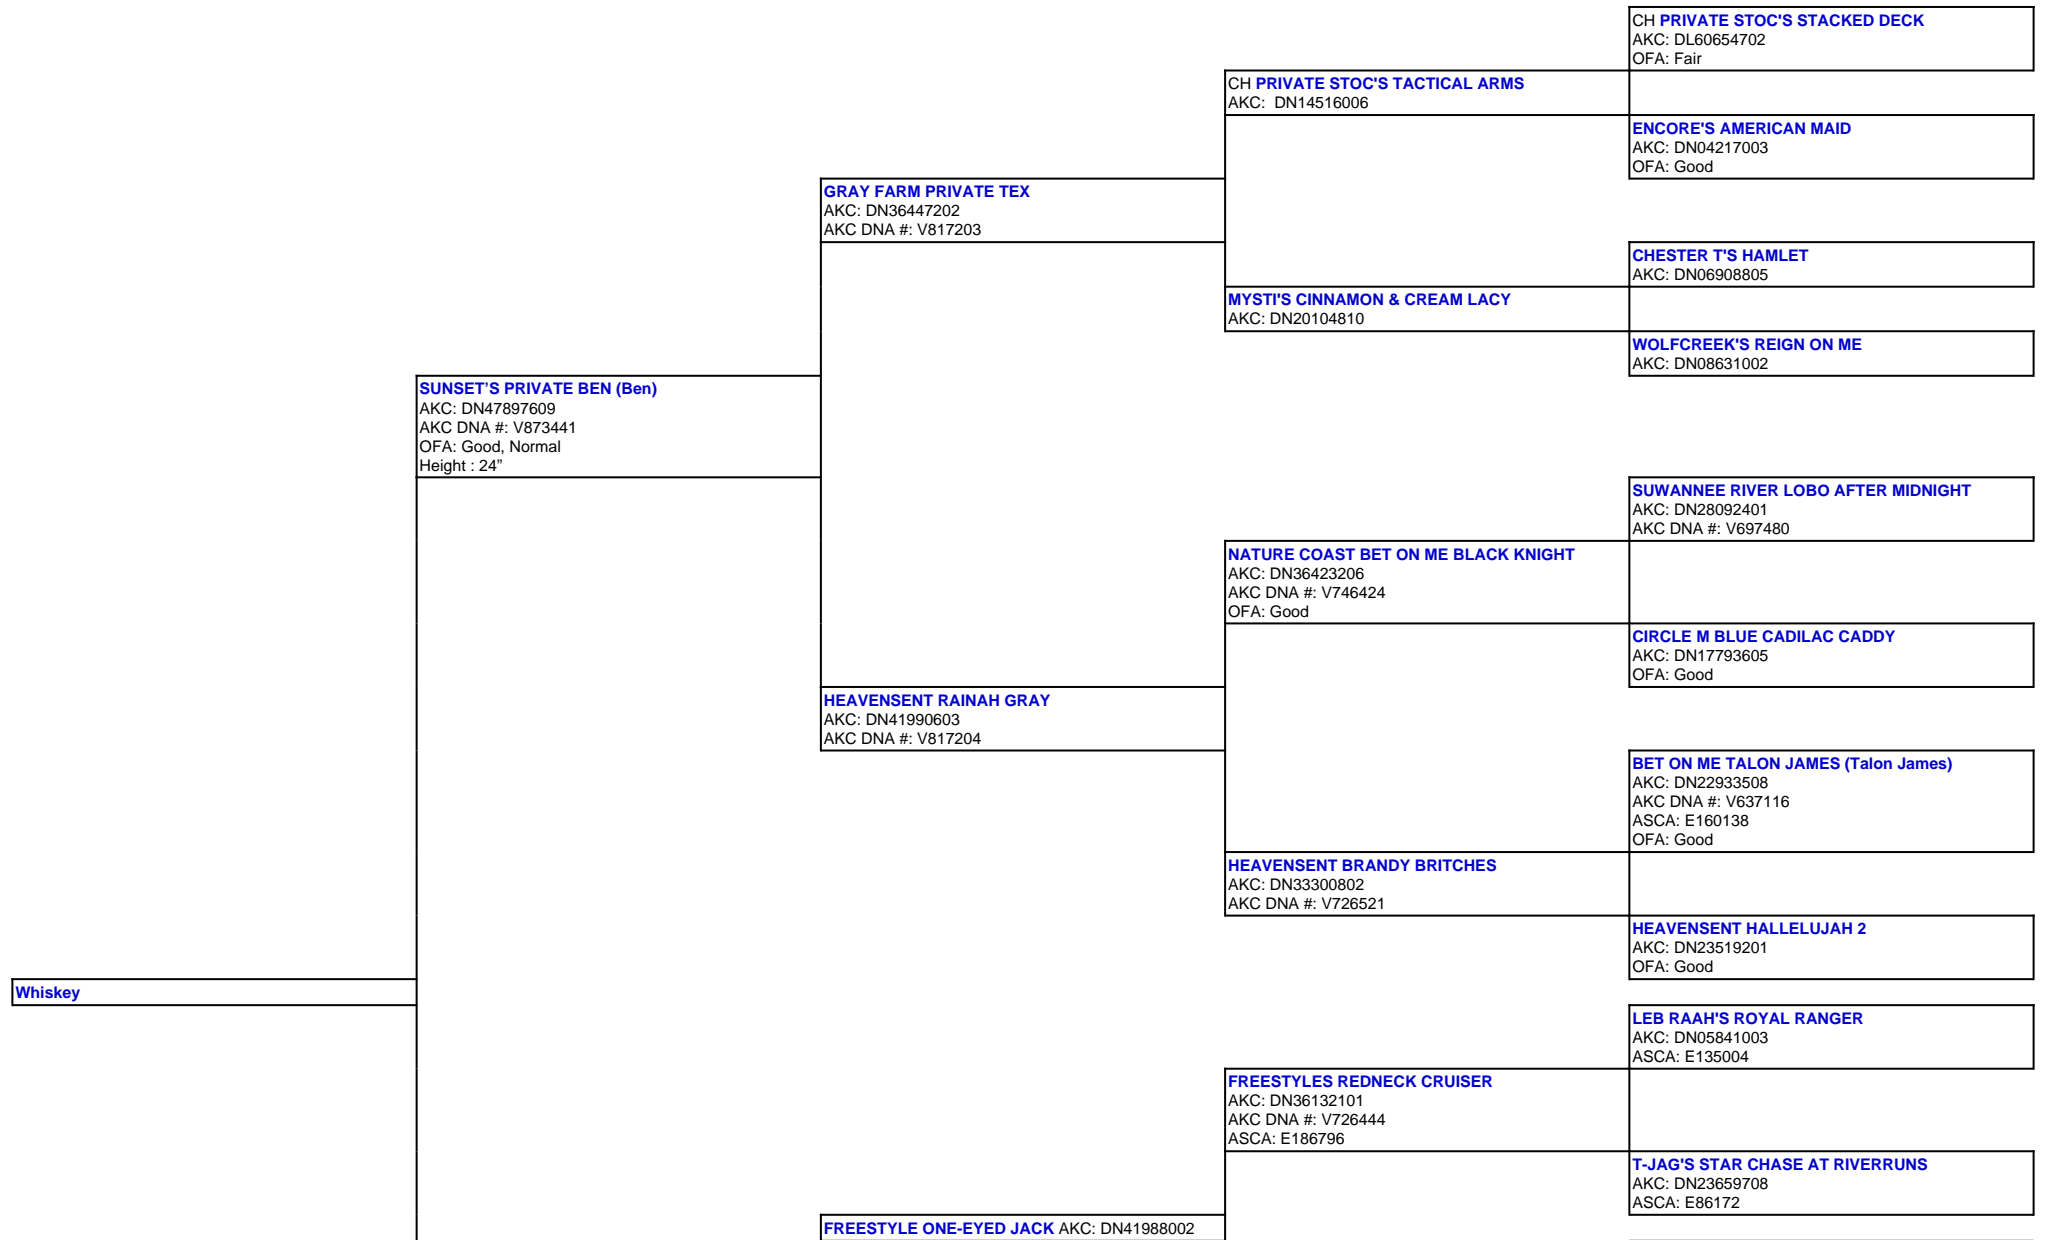 CH PRIVATE STOC'S STACKED DECK
AKC: DL60654702
OFA: Fair
CH PRIVATE STOC'S TACTICAL ARMS
AKC:  DN14516006
ENCORE'S AMERICAN MAID
AKC: DN04217003
OFA: Good
GRAY FARM PRIVATE TEX
AKC: DN36447202
AKC DNA #: V817203
CHESTER T'S HAMLET
AKC: DN06908805
MYSTI'S CINNAMON & CREAM LACY
AKC: DN20104810
WOLFCREEK'S REIGN ON ME
AKC: DN08631002
SUNSET’S PRIVATE BEN (Ben)
AKC: DN47897609
AKC DNA #: V873441
OFA: Good, Normal
Height : 24”
SUWANNEE RIVER LOBO AFTER MIDNIGHT
AKC: DN28092401
AKC DNA #: V697480
NATURE COAST BET ON ME BLACK KNIGHT
AKC: DN36423206
AKC DNA #: V746424
OFA: Good
CIRCLE M BLUE CADILAC CADDY
AKC: DN17793605
OFA: Good
HEAVENSENT RAINAH GRAY
AKC: DN41990603
AKC DNA #: V817204
BET ON ME TALON JAMES (Talon James)
AKC: DN22933508
AKC DNA #: V637116
ASCA: E160138
OFA: Good
HEAVENSENT BRANDY BRITCHES
AKC: DN33300802
AKC DNA #: V726521
HEAVENSENT HALLELUJAH 2
AKC: DN23519201
OFA: Good
Whiskey
LEB RAAH'S ROYAL RANGER
AKC: DN05841003
ASCA: E135004
FREESTYLES REDNECK CRUISER
AKC: DN36132101
AKC DNA #: V726444
ASCA: E186796
T-JAG'S STAR CHASE AT RIVERRUNS
AKC: DN23659708
ASCA: E86172
FREESTYLE ONE-EYED JACK AKC: DN41988002